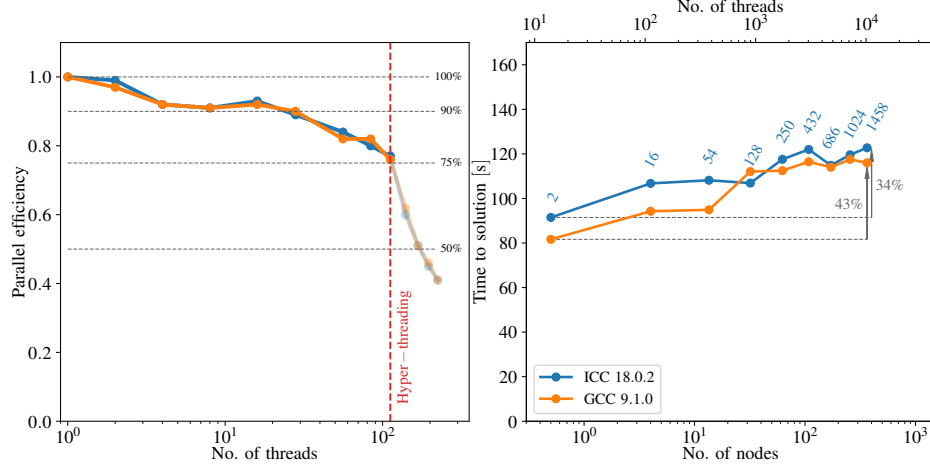 No. of threads
10¹ 10² 10³ 10⁴
1.0
0.8
0.6
0.4
0.2
0.0
Parallel efficiency
100%
90%
75%
50%
Hyper − threading
10⁰ 10¹ 10²
No. of threads
160
140
120
100
80
60
40
20
0
Time to solution [s]
2
16
54
128
250
432
686
1024
1458
43%
34%
ICC 18.0.2
GCC 9.1.0
10⁰ 10¹ 10² 10³
No. of nodes